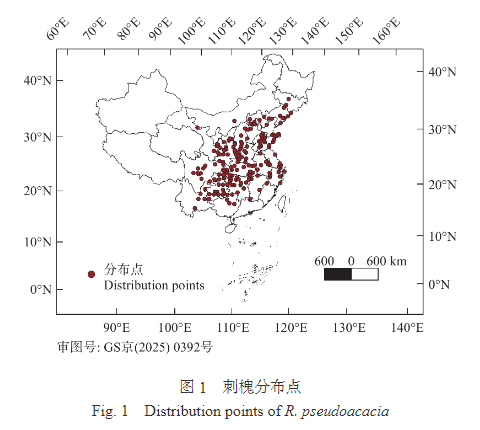 60°E 70°E 80°E 90°E 100°E 110°E 120°E 130°E 140°E 150°E 160°E
40°N 40°N
30°N 30°N
20°N 20°N
10°N 10°N
0°N 0°N
600 0 600 km
分布点
Distribution points
90°E 100°E 110°E 120°E 130°E 140°E
审图号: GS京(2025) 0392号
图 1 刺槐分布点
Fig. 1 Distribution points of R. pseudoacacia